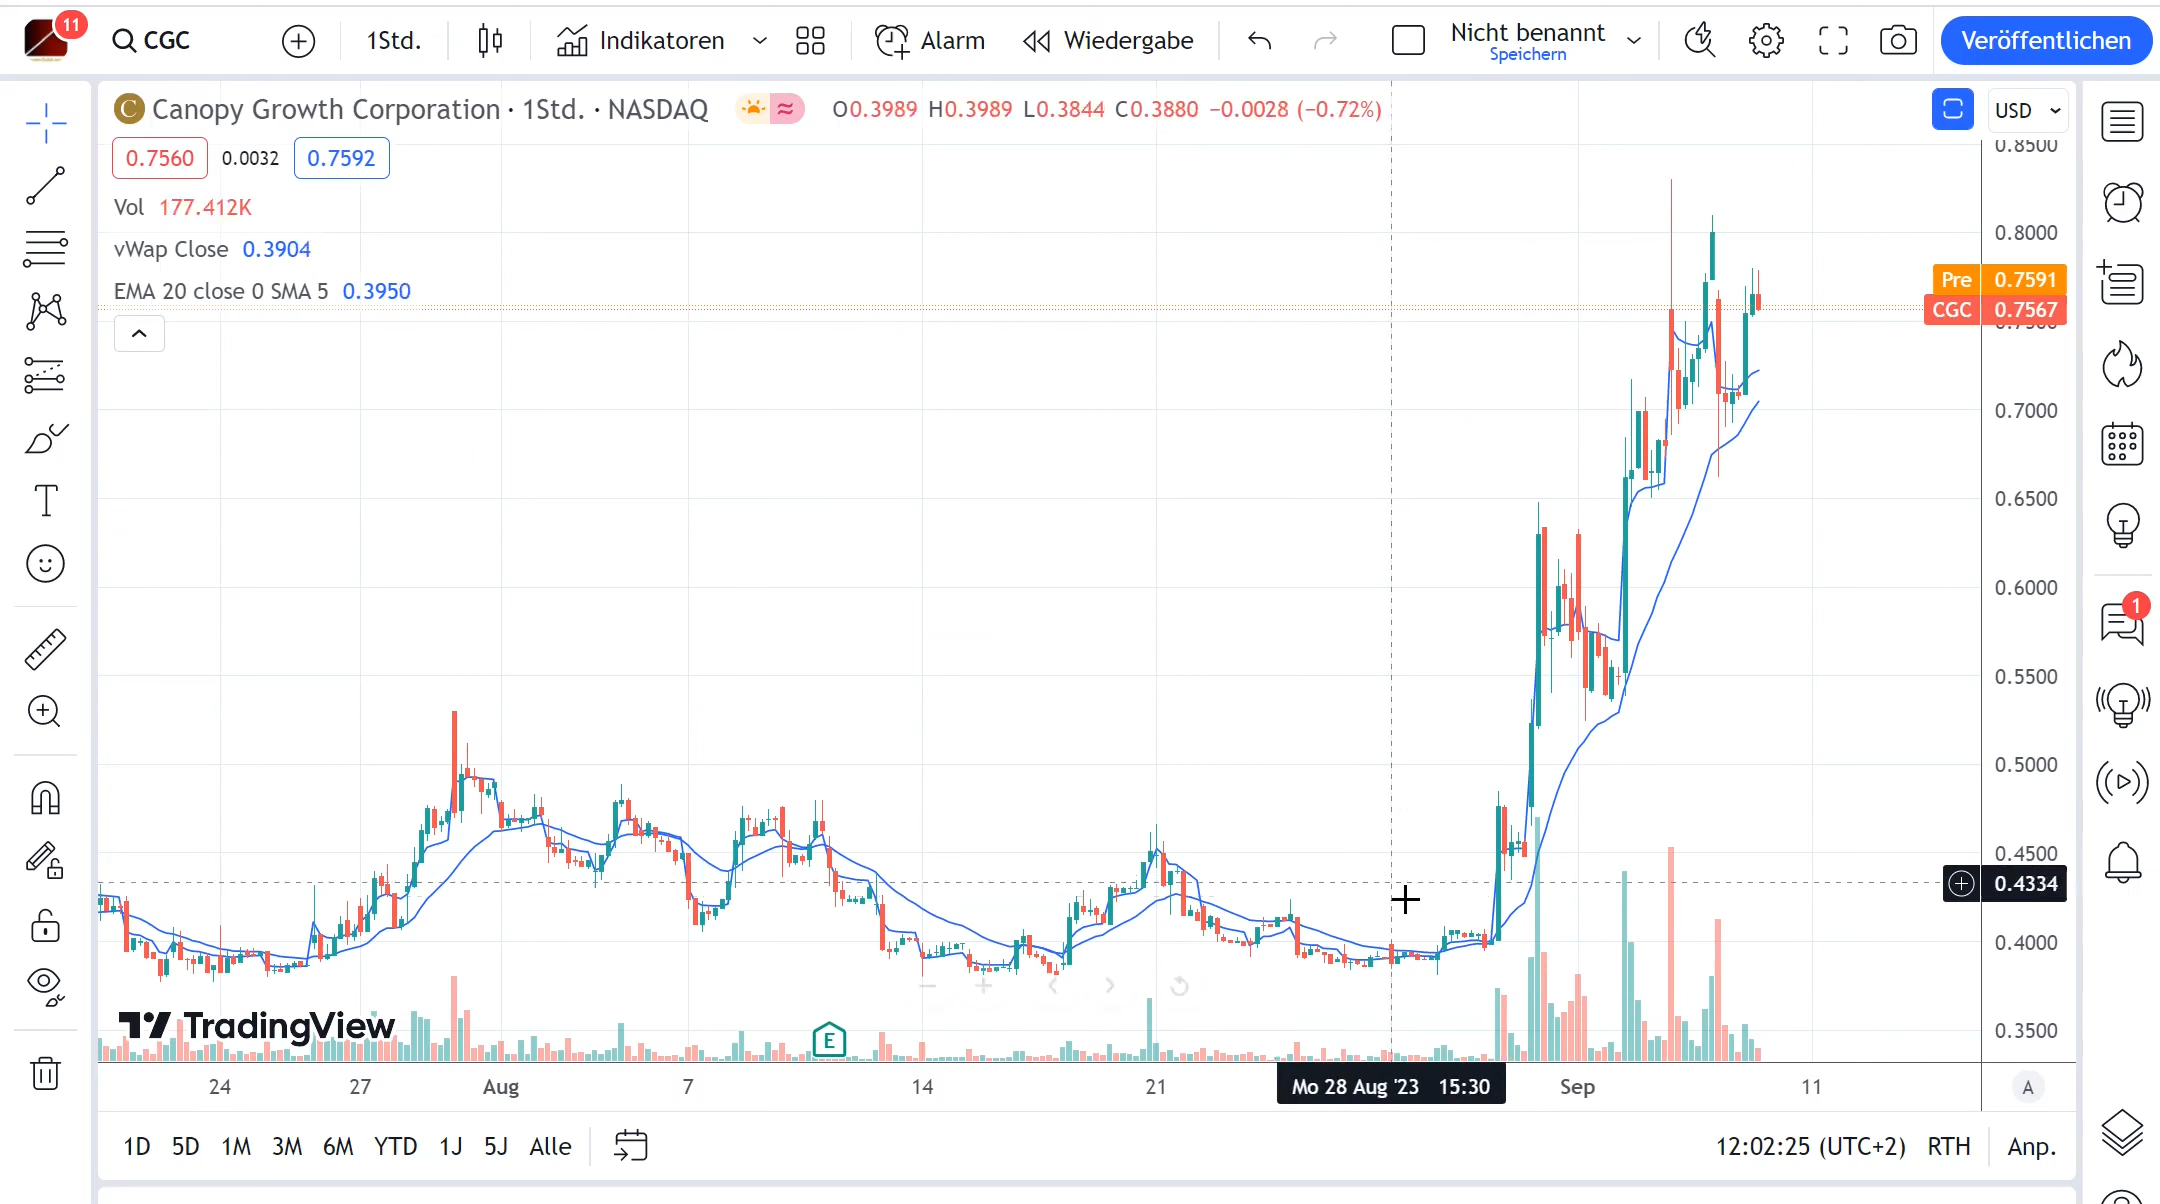 11
CGC
1Std.
Indikatoren
Alarm
Wiedergabe
Nicht benannt
Speichern
Veröffentlichen
C Canopy Growth Corporation · 1Std. · NASDAQ
O0.3989 H0.3989 L0.3844 C0.3880 −0.0028 (−0.72%)
USD
0.7560 0.0032 0.7592
Vol 177.412K
vWap Close 0.3904
EMA 20 close 0 SMA 5 0.3950
0.8500
0.8000
Pre 0.7591
CGC 0.7567
0.7500
0.7000
0.6500
0.6000
0.5500
0.5000
0.4500
0.4334
0.4000
0.3500
1
TradingView
E
24 27 Aug 7 14 21 Mo 28 Aug '23 15:30 Sep 11
A
1D 5D 1M 3M 6M YTD 1J 5J Alle
12:02:25 (UTC+2) RTH Anp.